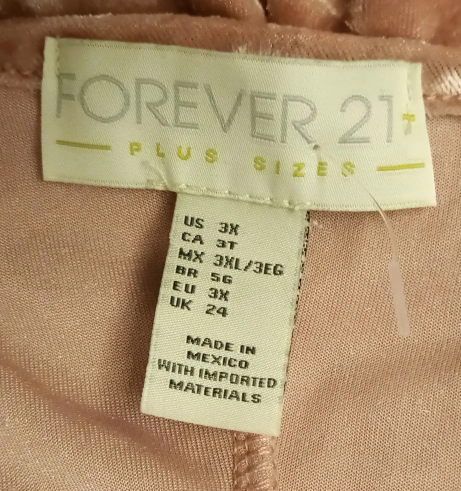 FOREVER 21+
PLUS SIZES
US 3X
CA 3T
MX 3XL/3EG
BR 5G
EU 3X
UK 24
MADE IN
MEXICO
WITH IMPORTED
MATERIALS